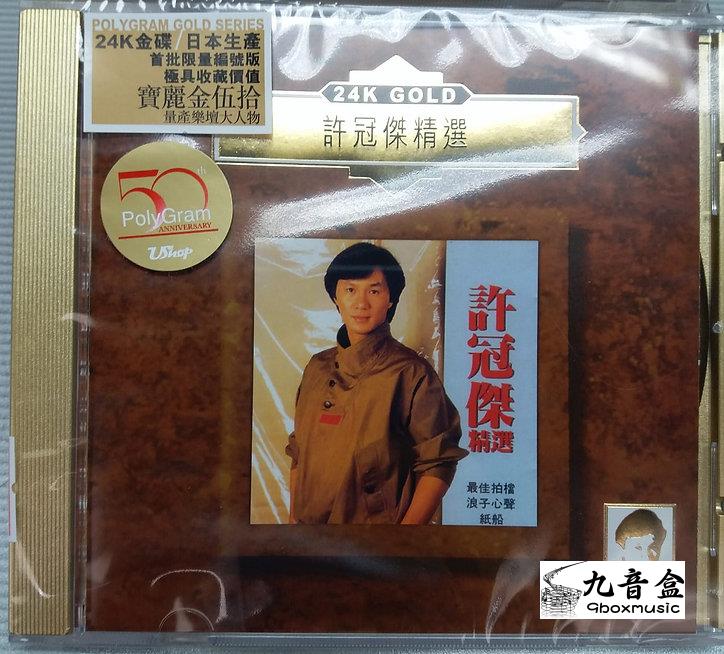 POLYGRAM GOLD SERIES
24K金碟/日本生產
首批限量編號版
極具收藏價值
寶麗金伍拾
量產樂壇大人物
24K GOLD
許冠傑精選
50th
PolyGram
ANNIVERSARY
UShop
許冠傑
精選
最佳拍檔
浪子心聲
紙船
九音盒
9boxmusic